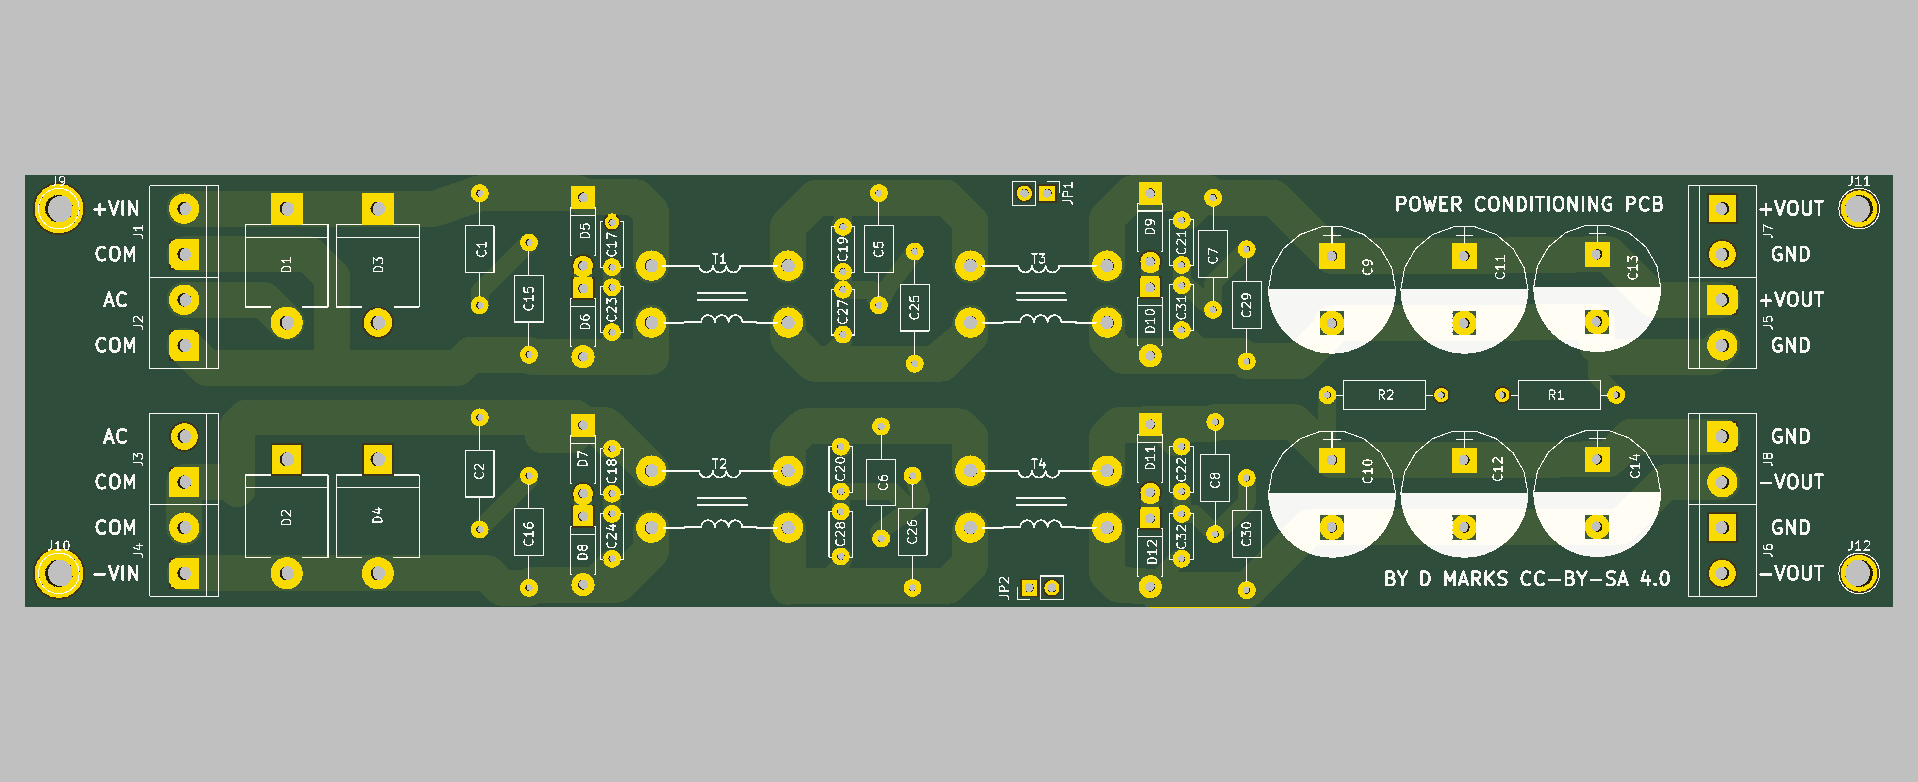 J9
+VIN
COM
J1
AC
COM
J2
D1
D3
C1
C15
D5
C17
D6
C23
T1
C19
C27
C5
C25
JP1
T3
D9
C21
D10
C31
C7
C29
POWER CONDITIONING PCB
C9
C11
C13
+VOUT
GND
J7
+VOUT
GND
J5
J11
R2
R1
AC
COM
J3
COM
-VIN
J4
J10
D2
D4
C2
C16
D7
C18
D8
C24
T2
C20
C28
C6
C26
JP2
T4
D11
C22
D12
C32
C8
C30
C10
C12
C14
BY D MARKS CC-BY-SA 4.0
GND
-VOUT
J8
GND
-VOUT
J6
J12